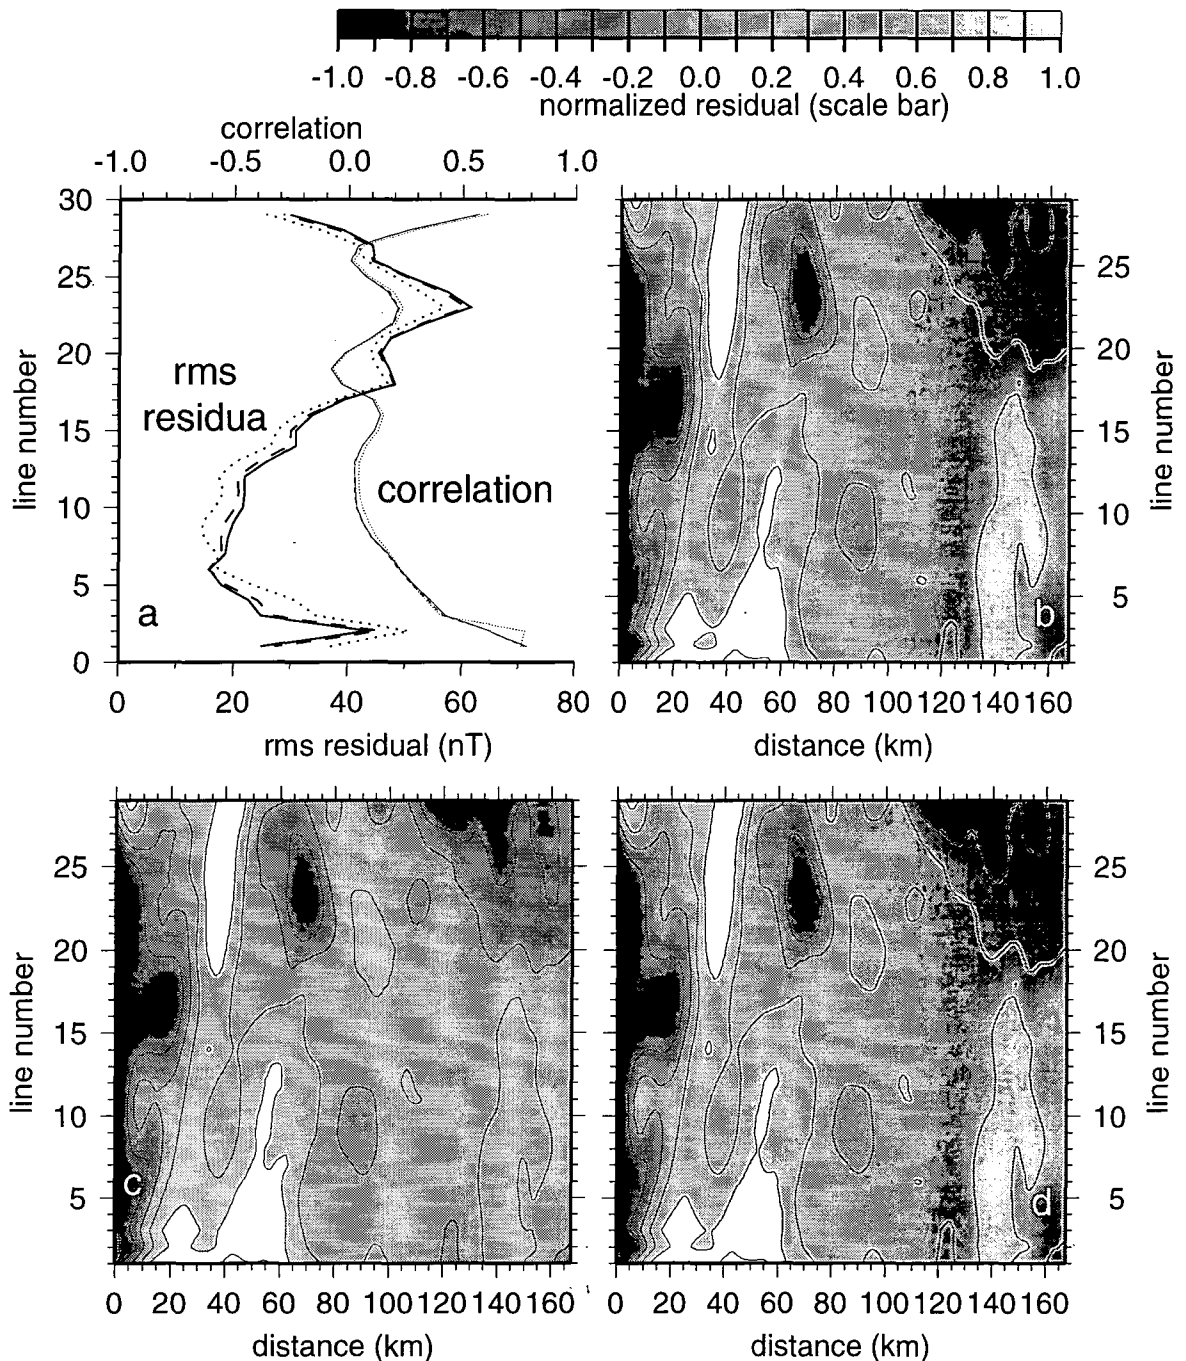 -1.0 -0.8 -0.6 -0.4 -0.2 0.0 0.2 0.4 0.6 0.8 1.0
normalized residual (scale bar)
correlation
-1.0 -0.5 0.0 0.5 1.0
30
25
20
15
10
5
0
line number
rms
residua
correlation
a
0 20 40 60 80
rms residual (nT)
25
20
15
10
5
line number
b
0 20 40 60 80 100 120 140 160
distance (km)
25
20
15
10
5
line number
c
0 20 40 60 80 100 120 140 160
distance (km)
25
20
15
10
5
line number
d
0 20 40 60 80 100 120 140 160
distance (km)